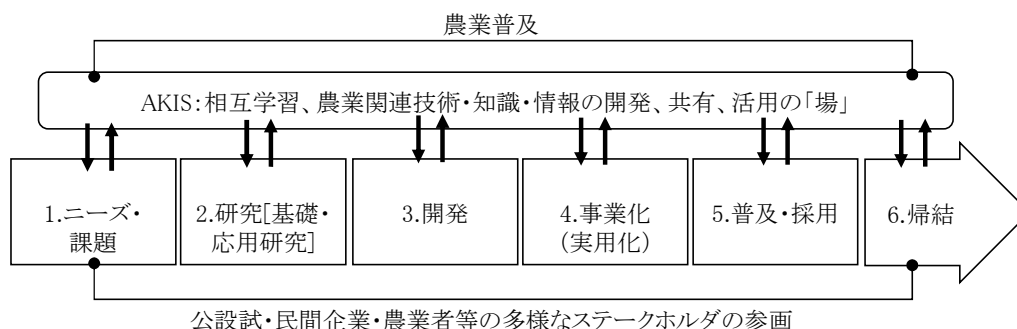 農業普及
AKIS:相互学習、農業関連技術・知識・情報の開発、共有、活用の「場」
1.ニーズ・
課題
2.研究[基礎・
応用研究]
3.開発
4.事業化
(実用化)
5.普及・採用
6.帰結
公設試・民間企業・農業者等の多様なステークホルダの参画